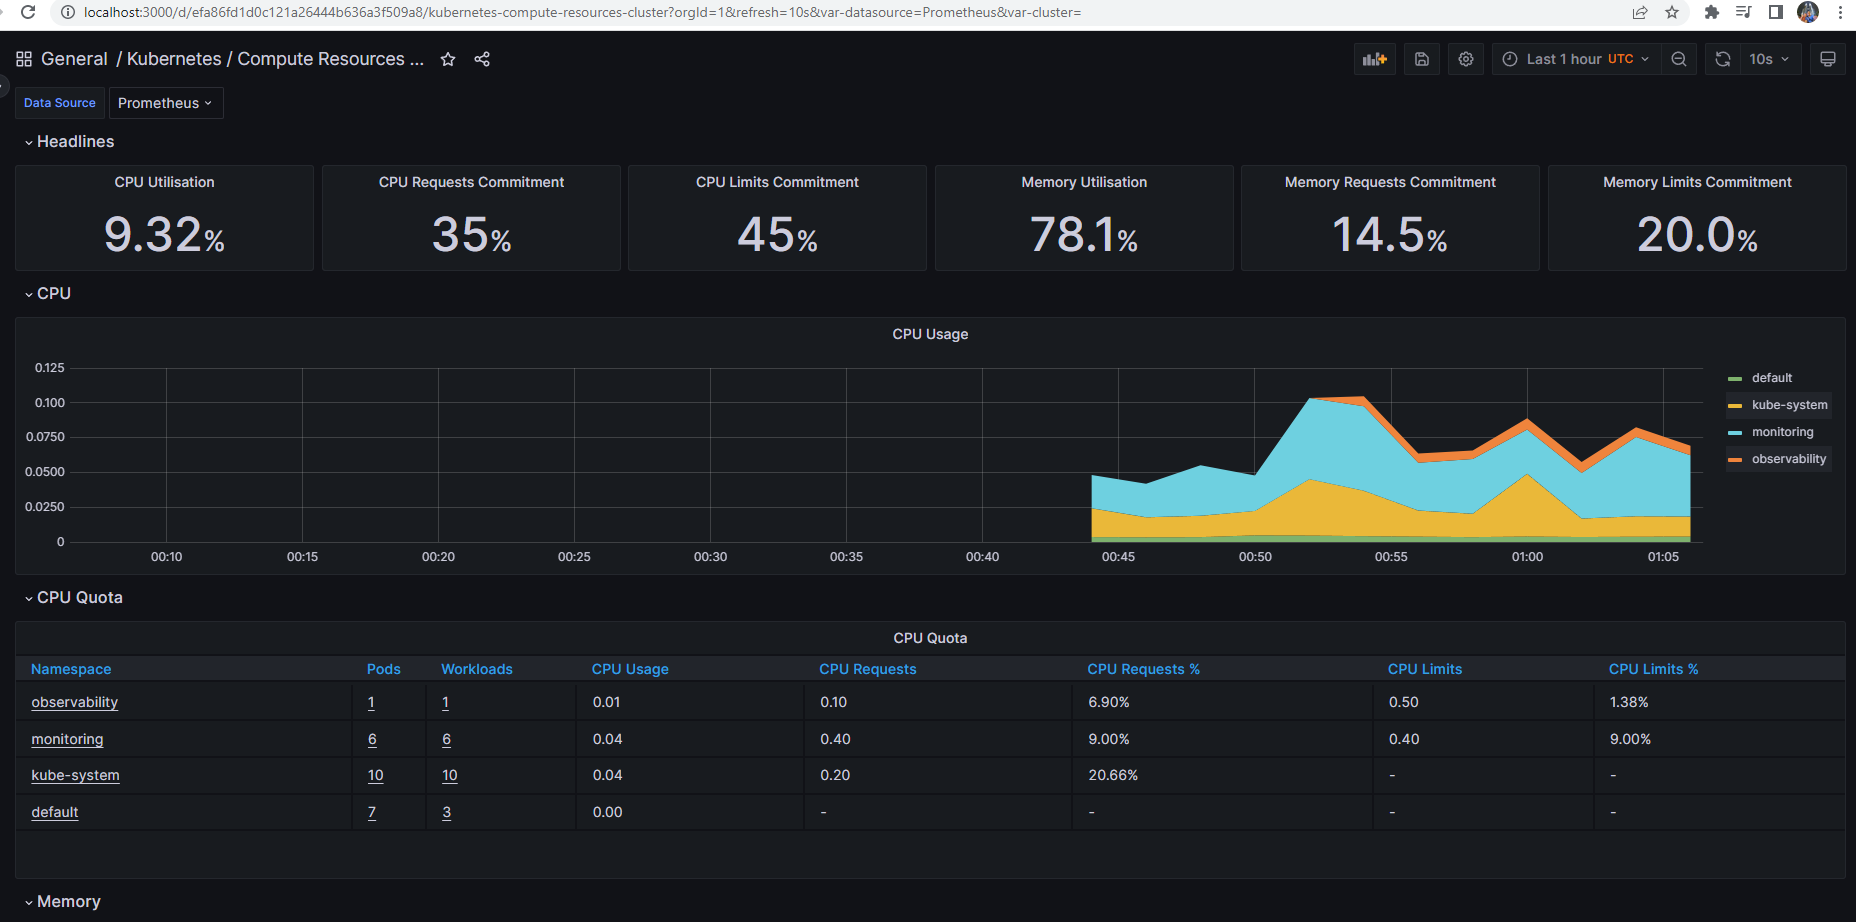 localhost:3000/d/efa86fd1d0c121a26444b636a3f509a8/kubernetes-compute-resources-cluster?orgId=1&refresh=10s&var-datasource=Prometheus&var-cluster=
General / Kubernetes / Compute Resources ...
Last 1 hour UTC
10s
Data Source Prometheus
Headlines
CPU Utilisation
9.32%
CPU Requests Commitment
35%
CPU Limits Commitment
45%
Memory Utilisation
78.1%
Memory Requests Commitment
14.5%
Memory Limits Commitment
20.0%
CPU
CPU Usage
0.125
0.100
0.0750
0.0500
0.0250
0
00:10 00:15 00:20 00:25 00:30 00:35 00:40 00:45 00:50 00:55 01:00 01:05
default
kube-system
monitoring
observability
CPU Quota
CPU Quota
Namespace Pods Workloads CPU Usage CPU Requests CPU Requests % CPU Limits CPU Limits %
observability 1 1 0.01 0.10 6.90% 0.50 1.38%
monitoring 6 6 0.04 0.40 9.00% 0.40 9.00%
kube-system 10 10 0.04 0.20 20.66% - -
default 7 3 0.00 - - - -
Memory